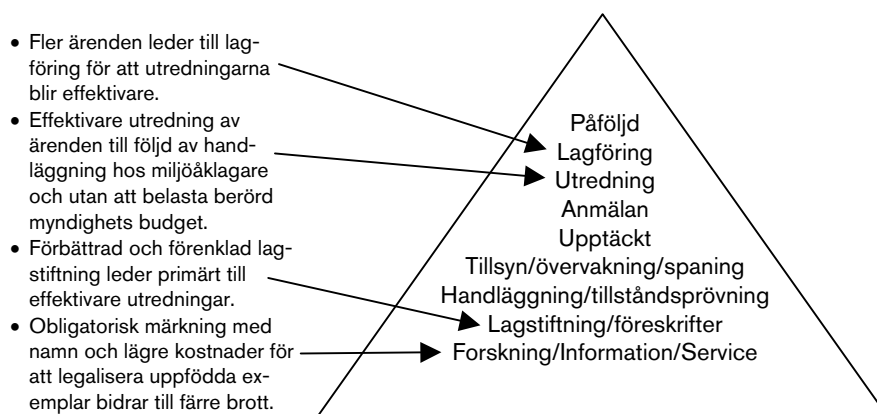 • Fler ärenden leder till lag-
föring för att utredningarna
blir effektivare.
• Effektivare utredning av
ärenden till följd av hand-
läggning hos miljöåklagare
och utan att belasta berörd
myndighets budget.
• Förbättrad och förenklad lag-
stiftning leder primärt till
effektivare utredningar.
• Obligatorisk märkning med
namn och lägre kostnader för
att legalisera uppfödda ex-
emplar bidrar till färre brott.
Påföljd
Lagföring
Utredning
Anmälan
Upptäckt
Tillsyn/övervakning/spaning
Handläggning/tillståndsprövning
Lagstiftning/föreskrifter
Forskning/Information/Service